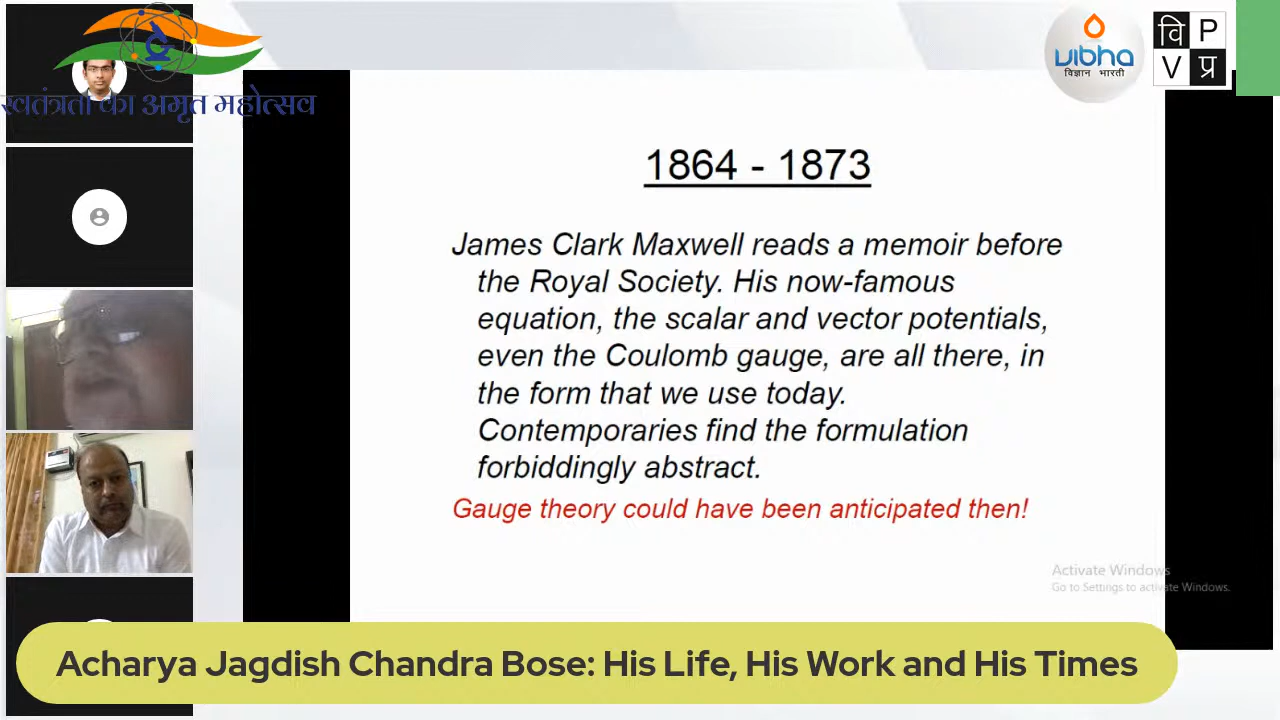 स्वतंत्रता का अमृत महोत्सव
vibha
विज्ञान भारती
वि P
V प्र
1864 - 1873
James Clark Maxwell reads a memoir before
the Royal Society. His now-famous
equation, the scalar and vector potentials,
even the Coulomb gauge, are all there, in
the form that we use today.
Contemporaries find the formulation
forbiddingly abstract.
Gauge theory could have been anticipated then!
Activate Windows
Go to Settings to activate Windows.
Acharya Jagdish Chandra Bose: His Life, His Work and His Times